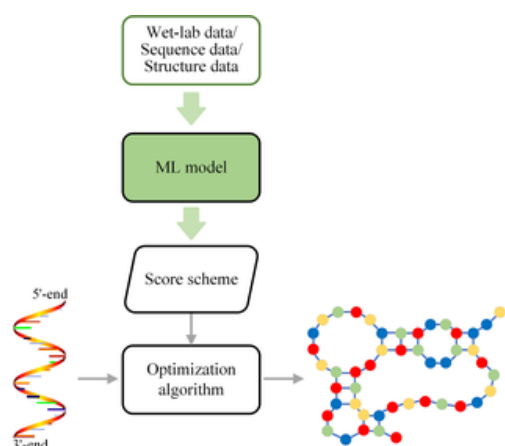 Wet-lab data/
Sequence data/
Structure data
ML model
Score scheme
5'-end
Optimization
algorithm
3'-end